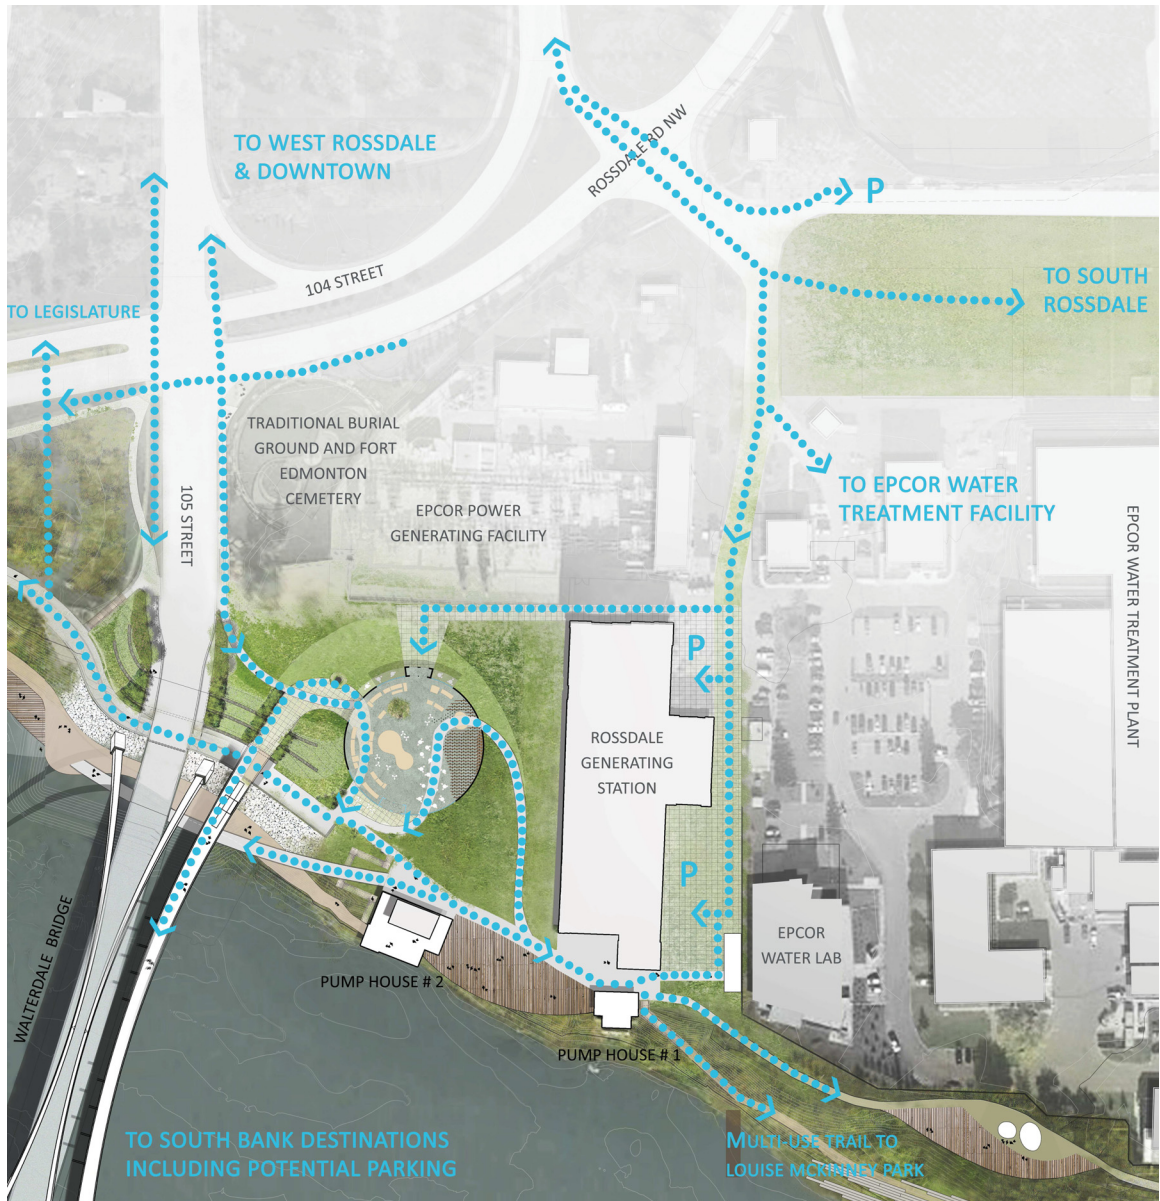 TO WEST ROSSDALE
& DOWNTOWN
ROSSDALE RD NW
P
104 STREET
TO SOUTH
ROSSDALE
TO LEGISLATURE
TRADITIONAL BURIAL
GROUND AND FORT
EDMONTON
CEMETERY
105 STREET
EPCOR POWER
GENERATING FACILITY
TO EPCOR WATER
TREATMENT FACILITY
EPCOR WATER TREATMENT PLANT
P
ROSSDALE
GENERATING
STATION
P
EPCOR
WATER LAB
WALTERDALE BRIDGE
PUMP HOUSE # 2
PUMP HOUSE # 1
TO SOUTH BANK DESTINATIONS
INCLUDING POTENTIAL PARKING
MULTI-USE TRAIL TO
LOUISE MCKINNEY PARK